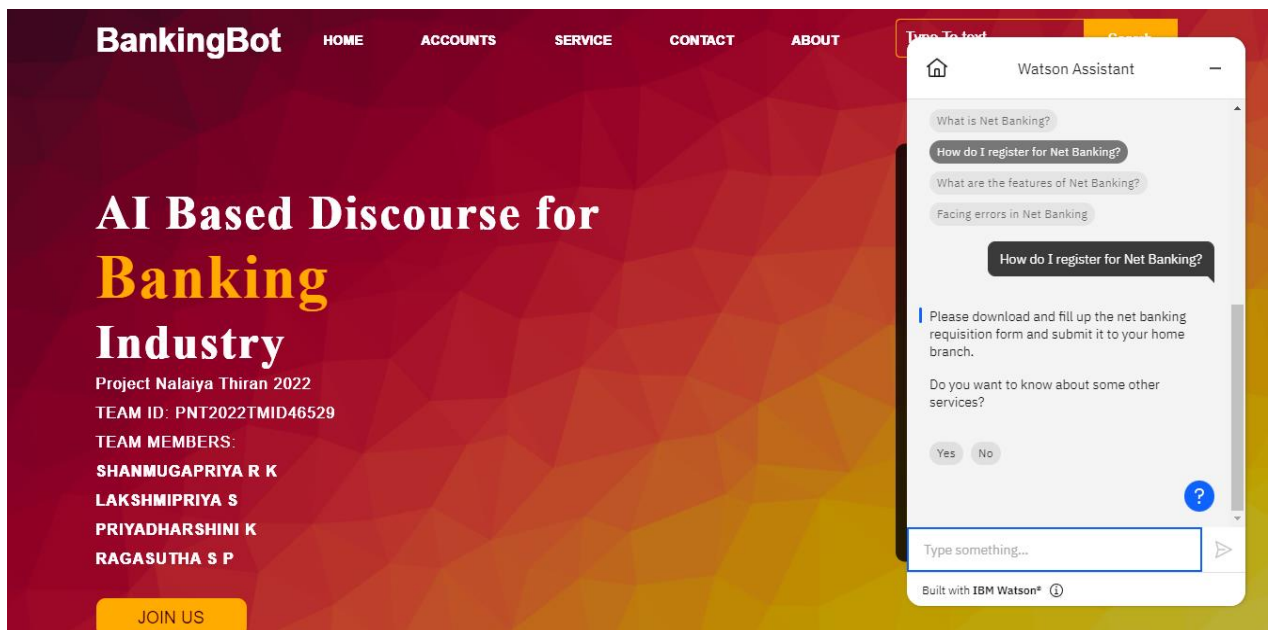 BankingBot
HOME
ACCOUNTS
SERVICE
CONTACT
ABOUT
AI Based Discourse for
Banking
Industry
Project Nalaiya Thiran 2022
TEAM ID: PNT2022TMID46529
TEAM MEMBERS:
SHANMUGAPRIYA R K
LAKSHMIPRIYA S
PRIYADHARSHINI K
RAGASUTHA S P
JOIN US
Type To text
Search
Watson Assistant
What is Net Banking?
How do I register for Net Banking?
What are the features of Net Banking?
Facing errors in Net Banking
How do I register for Net Banking?
Please download and fill up the net banking
requisition form and submit it to your home
branch.
Do you want to know about some other
services?
Yes
No
?
Type something...
Built with IBM Watson®